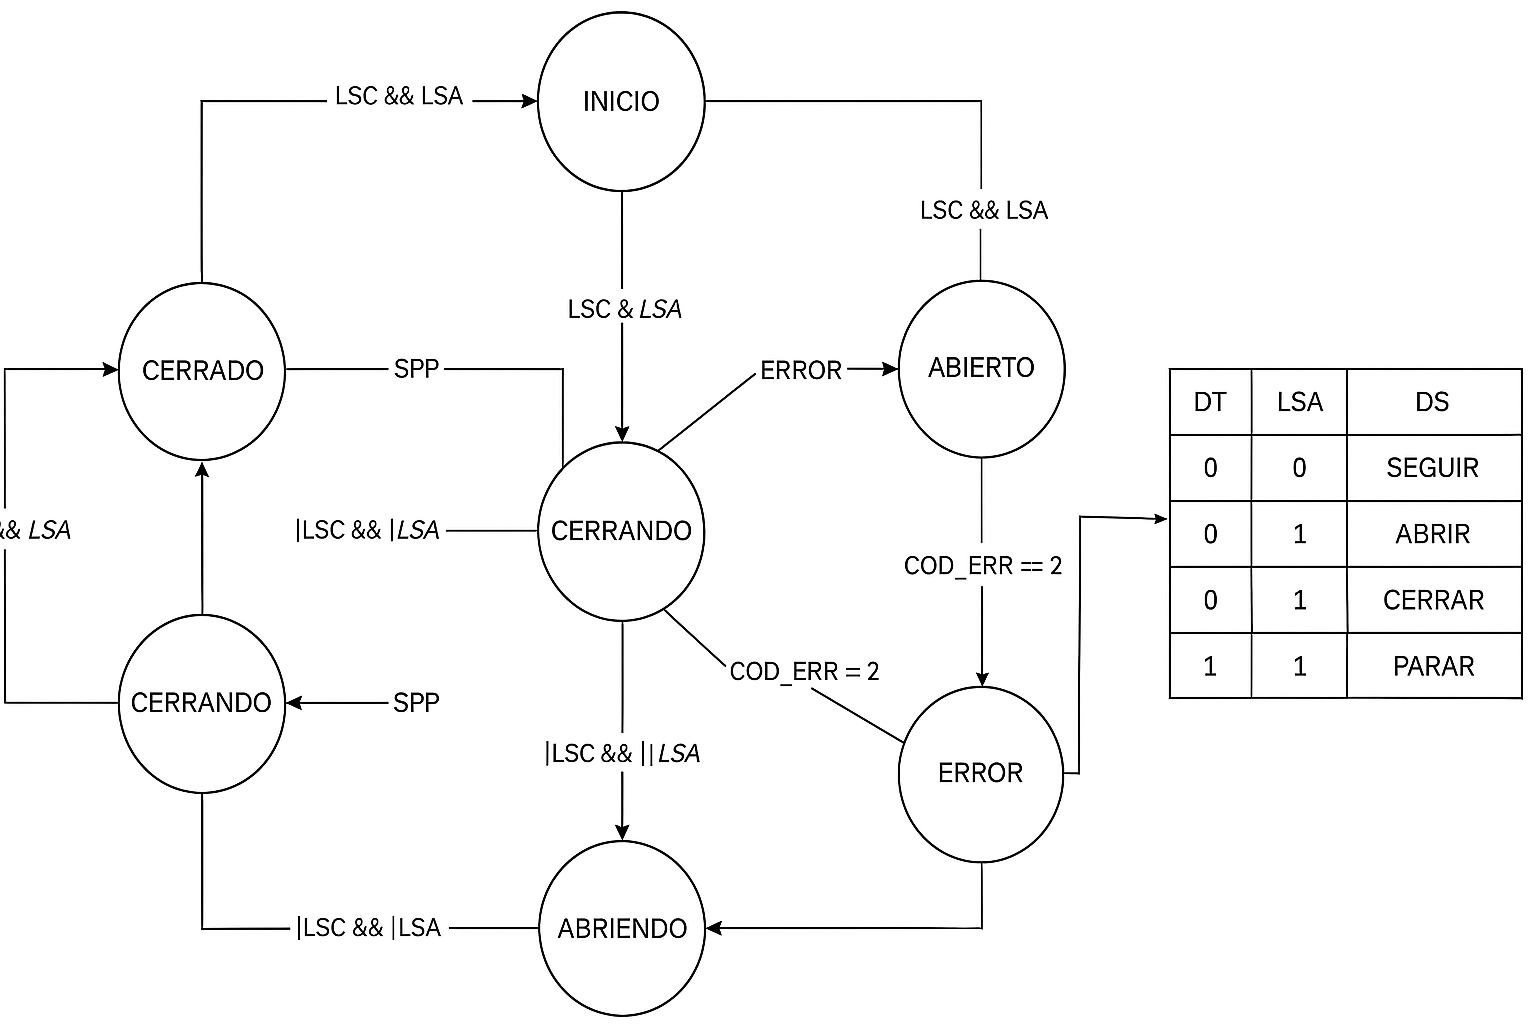 LSC && LSA
INICIO
LSC && LSA
LSC & LSA
CERRADO
SPP
ERROR
ABIERTO
DT LSA DS
0 0 SEGUIR
0 1 ABRIR
0 1 CERRAR
1 1 PARAR
&& LSA
|LSC && |LSA
CERRANDO
COD_ERR == 2
CERRANDO
SPP
COD_ERR = 2
|LSC && ||LSA
ERROR
|LSC && |LSA
ABRIENDO